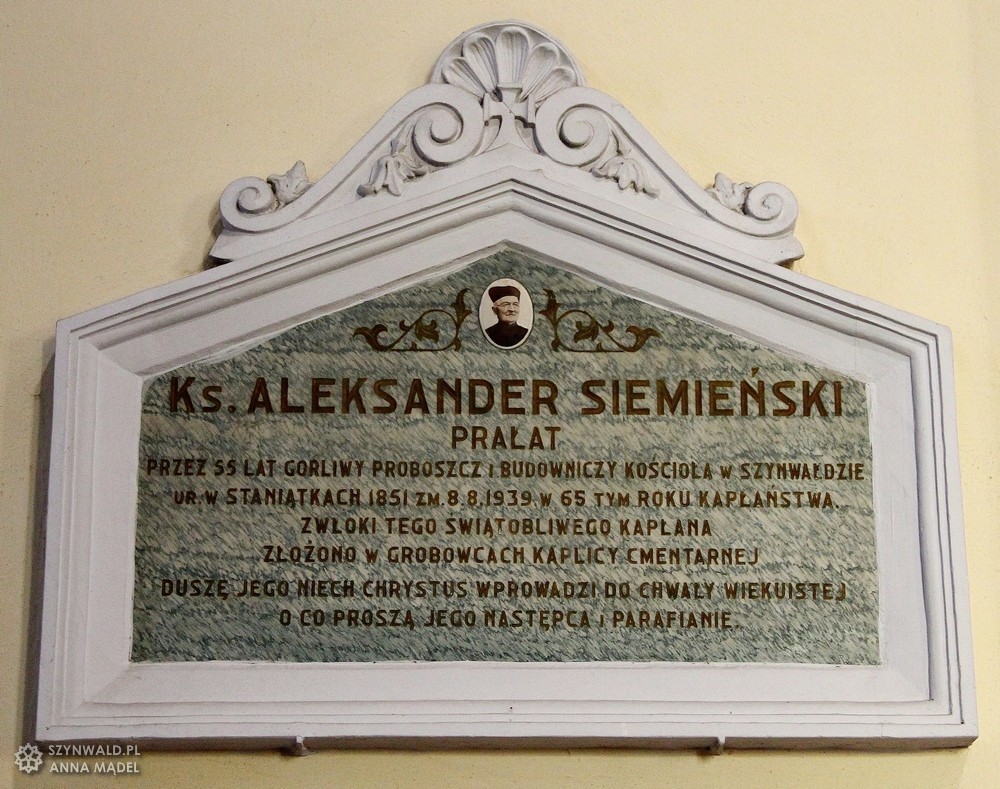 Ks. ALEKSANDER SIEMIEŃSKI
PRAŁAT
PRZEZ 55 LAT GORLIWY PROBOSZCZ I BUDOWNICZY KOŚCIOŁA W SZYNWAŁDZIE
UR. W STANIĄTKACH 1851 ZM. 8.8.1939. W 65 TYM. ROKU KAPŁAŃSTWA.
ZWŁOKI TEGO ŚWIĄTOBLIWEGO KAPŁANA
ZŁOŻONO W GROBOWCACH KAPLICY CMENTARNEJ
DUSZĘ JEGO NIECH CHRYSTUS WPROWADZI DO CHWAŁY WIEKUISTEJ
O CO PROSZĄ JEGO NASTĘPCA I PARAFIANIE.
SZYNWALD.PL
ANNA MĄDEL